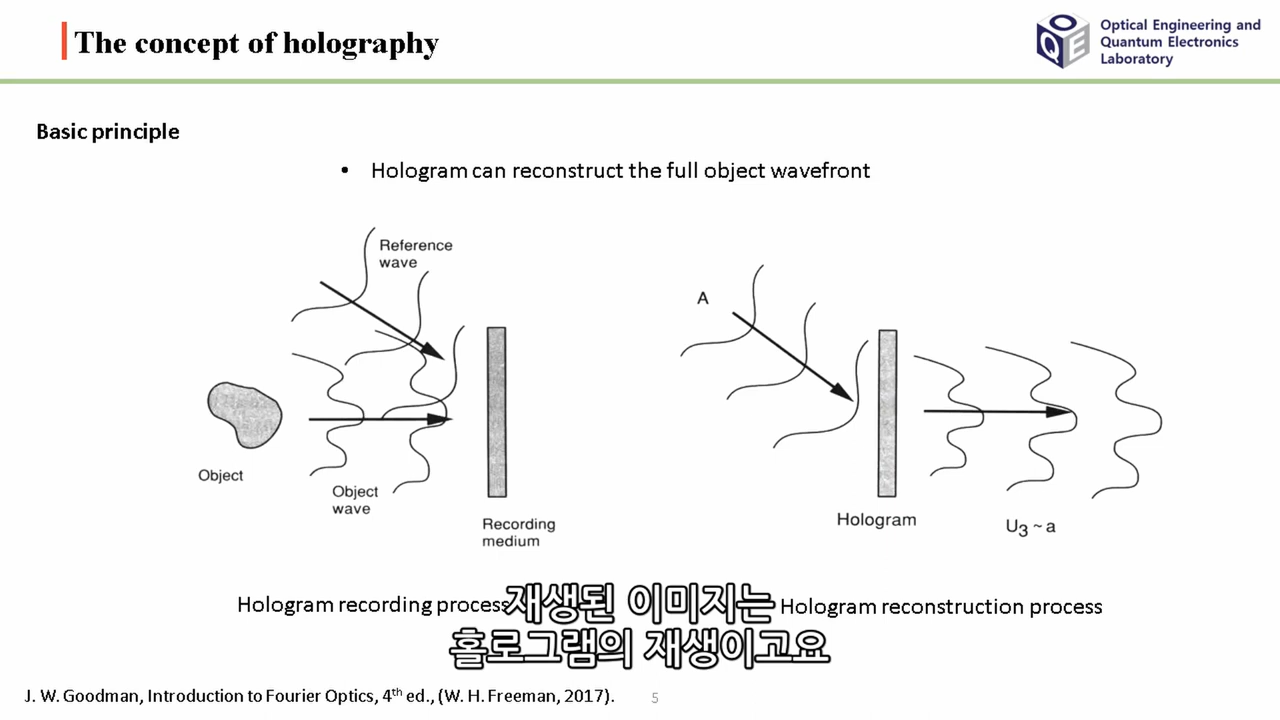 The concept of holography
Optical Engineering and
Quantum Electronics
Laboratory
OQE
Basic principle
• Hologram can reconstruct the full object wavefront
Reference
wave
Object
Object
wave
Recording
medium
A
Hologram
U₃ ~ a
Hologram recording process
Hologram reconstruction process
재생된 이미지는
홀로그램의 재생이고요
J. W. Goodman, Introduction to Fourier Optics, 4th ed., (W. H. Freeman, 2017).
5